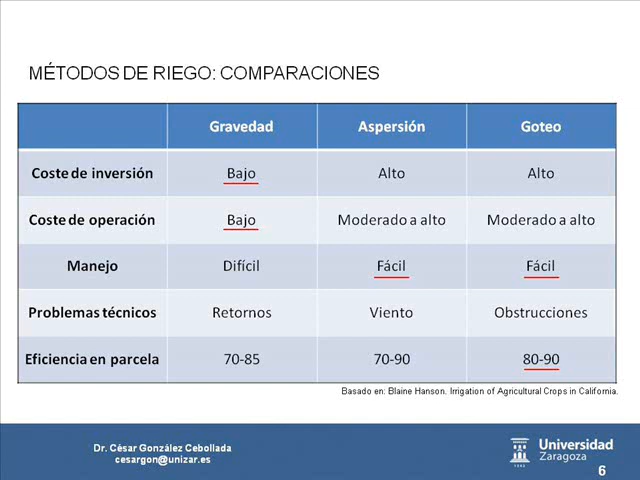 MÉTODOS DE RIEGO: COMPARACIONES
Gravedad Aspersión Goteo
Coste de inversión Bajo Alto Alto
Coste de operación Bajo Moderado a alto Moderado a alto
Manejo Difícil Fácil Fácil
Problemas técnicos Retornos Viento Obstrucciones
Eficiencia en parcela 70-85 70-90 80-90
Basado en: Blaine Hanson. Irrigation of Agricultural Crops in California.
Dr. César González Cebollada
cesargon@unizar.es
Universidad
Zaragoza
1542
6